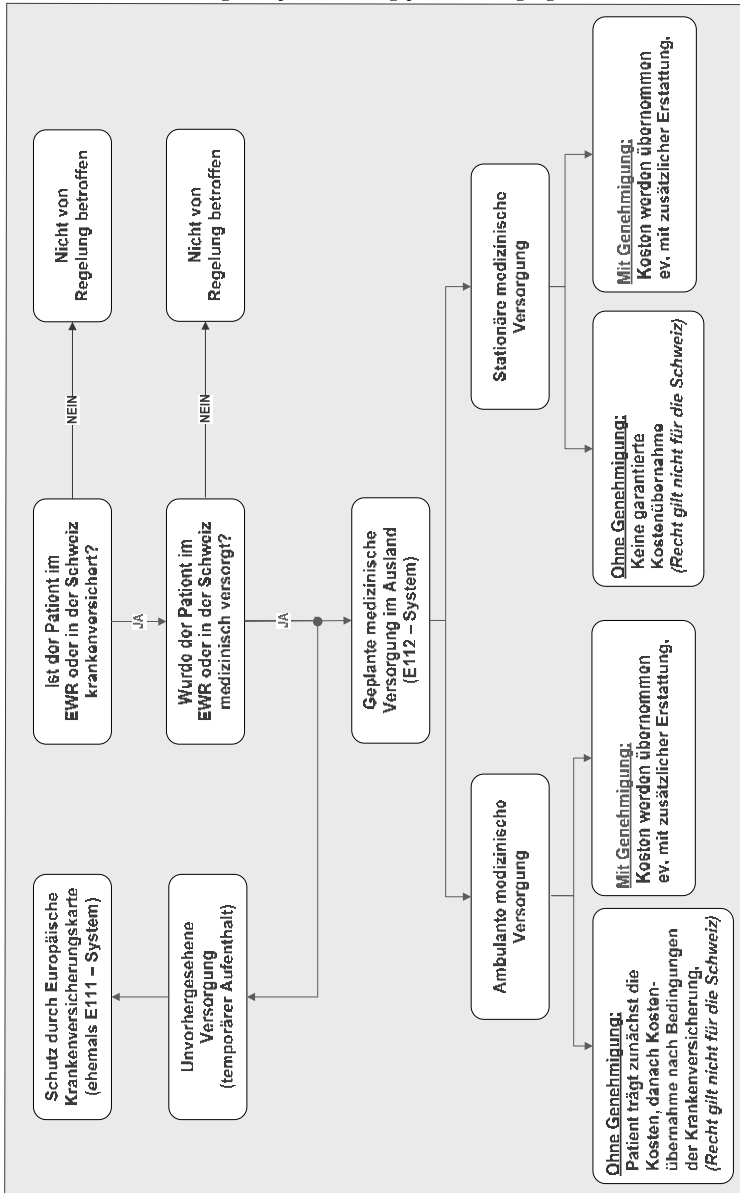 Ist der Patient im
EWR oder in der Schweiz
krankenversichert?
NEIN
Nicht von
Regelung betroffen
JA
Wurde der Patient im
EWR oder in der Schweiz
medizinisch versorgt?
NEIN
Nicht von
Regelung betroffen
JA
Unvorhergesehene
Versorgung
(temporärer Aufenthalt)
Schutz durch Europäische
Krankenversicherungskarte
(ehemals E111 – System)
Geplante medizinische
Versorgung im Ausland
(E112 – System)
Ambulante medizinische
Versorgung
Ohne Genehmigung:
Patient trägt zunächst die
Kosten, danach Kosten-
übernahme nach Bedingungen
der Krankenversicherung.
(Recht gilt nicht für die Schweiz)
Mit Genehmigung:
Kosten werden übernommen
ev. mit zusätzlicher Erstattung.
Stationäre medizinische
Versorgung
Ohne Genehmigung:
Keine garantierte
Kostenübernahme
(Recht gilt nicht für die Schweiz)
Mit Genehmigung:
Kosten werden übernommen
ev. mit zusätzlicher Erstattung.